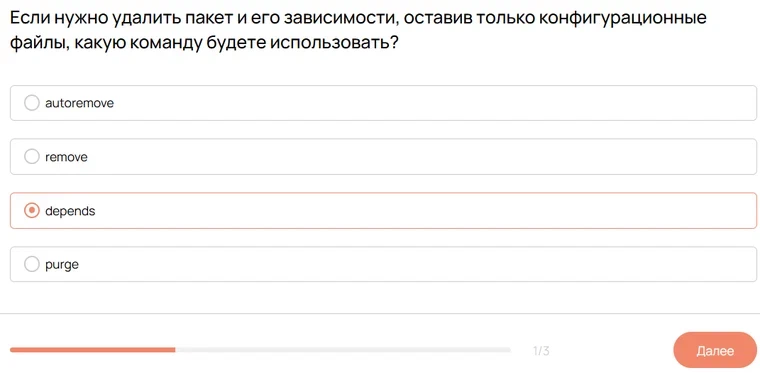 Если нужно удалить пакет и его зависимости, оставив только конфигурационные
файлы, какую команду будете использовать?
autoremove
remove
depends
purge
1/3
Далее